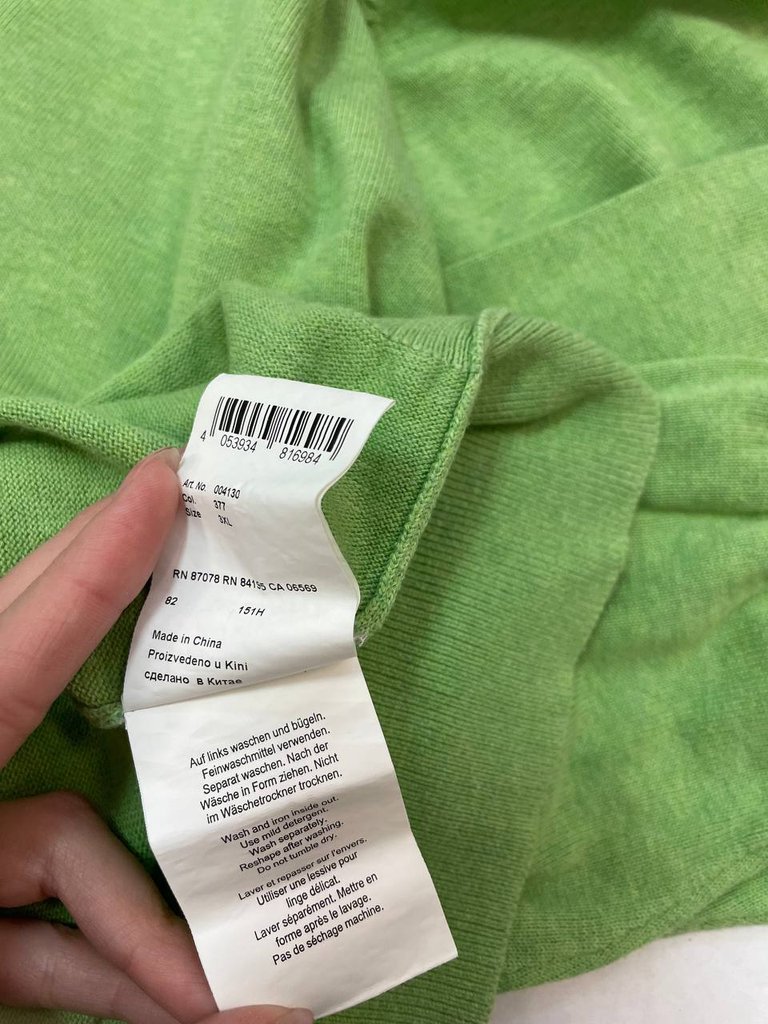 4 053934 816984
Art. No. 004130
Col. 377
Size 3XL
RN 87078 RN 84195 CA 06569
82 151H
Made in China
Proizvedeno u Kini
сделано в Китае
Auf links waschen und bügeln.
Feinwaschmittel verwenden.
Separat waschen. Nach der
Wäsche in Form ziehen. Nicht
im Wäschetrockner trocknen.
Wash and iron inside out.
Use mild detergent.
Wash separately.
Reshape after washing.
Do not tumble dry.
Laver et repasser sur l'envers.
Utiliser une lessive pour
linge délicat.
Laver séparément. Mettre en
forme après le lavage.
Pas de séchage machine.